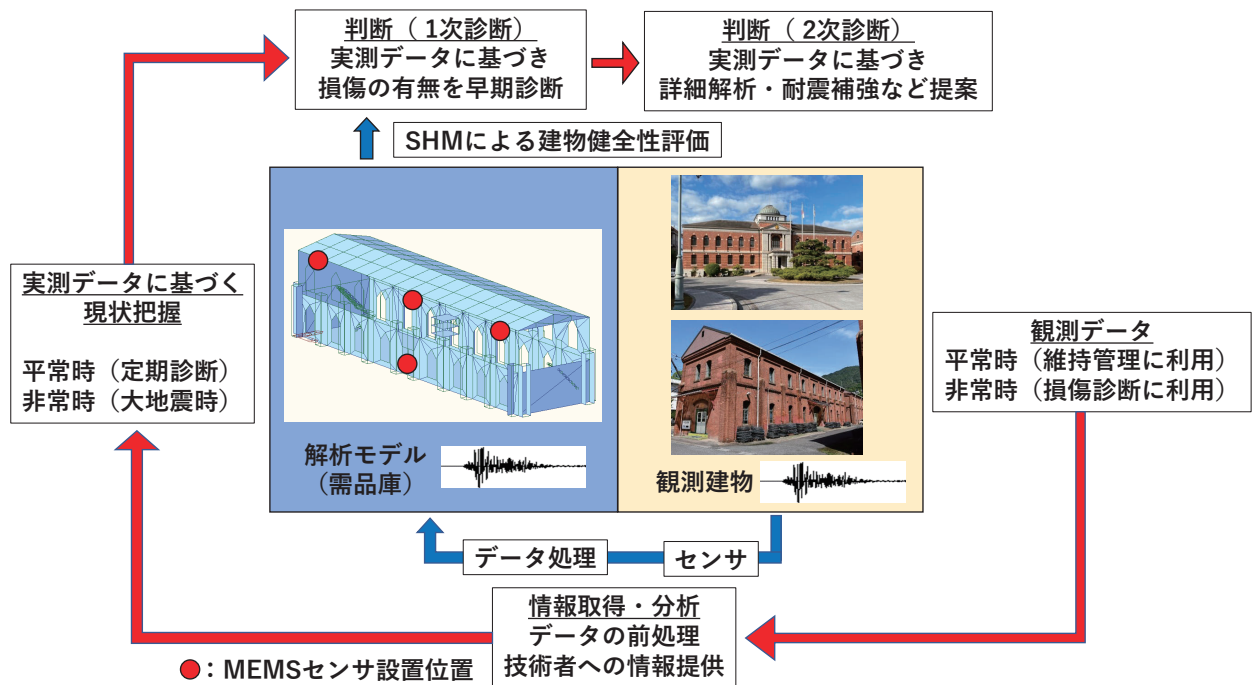 判断（ 1次診断）
実測データに基づき
損傷の有無を早期診断
判断（ 2次診断）
実測データに基づき
詳細解析・耐震補強など提案
SHMによる建物健全性評価
実測データに基づく
現状把握
平常時（定期診断）
非常時（大地震時）
解析モデル
（需品庫）
観測建物
観測データ
平常時（維持管理に利用）
非常時（損傷診断に利用）
データ処理
センサ
情報取得・分析
データの前処理
技術者への情報提供
：MEMSセンサ設置位置